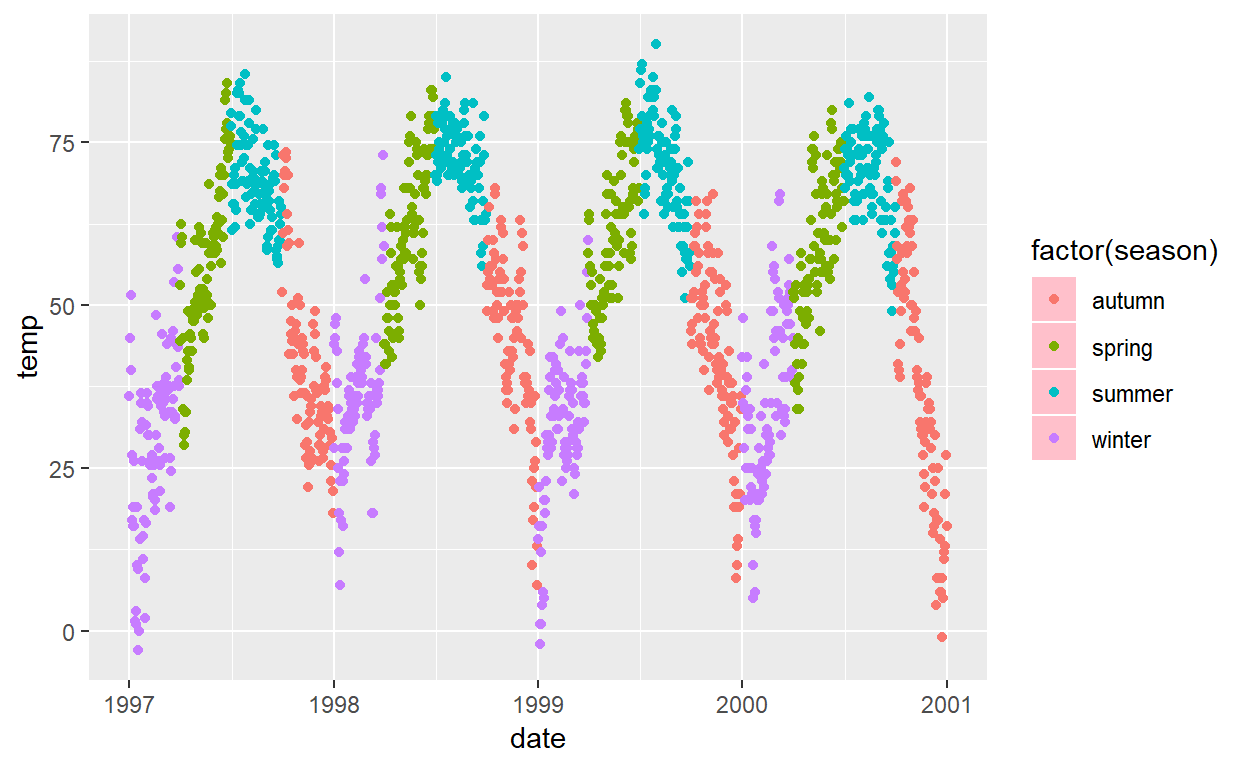 75
50
25
0
temp
1997 1998 1999 2000 2001
date
factor(season)
autumn
spring
summer
winter